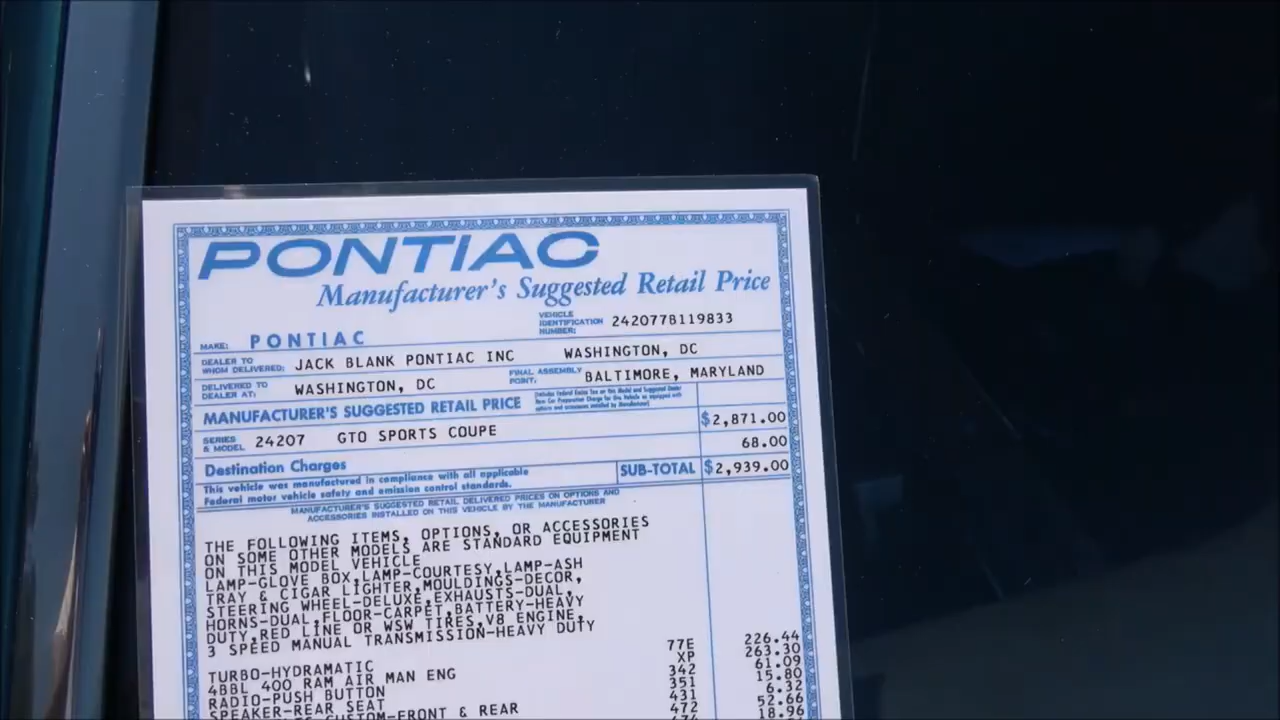 PONTIAC
Manufacturer's Suggested Retail Price
MAKE: PONTIAC VEHICLE IDENTIFICATION NUMBER: 242077B119833
DEALER TO WHOM DELIVERED: JACK BLANK PONTIAC INC WASHINGTON, DC
DELIVERED TO DEALER AT: WASHINGTON, DC FINAL ASSEMBLY POINT: BALTIMORE, MARYLAND
MANUFACTURER'S SUGGESTED RETAIL PRICE
SERIES & MODEL 24207 GTO SPORTS COUPE $2,871.00
Destination Charges 68.00
This vehicle was manufactured in compliance with all applicable
Federal motor vehicle safety and emission control standards.
SUB-TOTAL $2,939.00
MANUFACTURER'S SUGGESTED RETAIL DELIVERED PRICES ON OPTIONS AND
ACCESSORIES INSTALLED ON THIS VEHICLE BY THE MANUFACTURER
THE FOLLOWING ITEMS, OPTIONS, OR ACCESSORIES
ON SOME OTHER MODELS ARE STANDARD EQUIPMENT
ON THIS MODEL VEHICLE
LAMP-GLOVE BOX,LAMP-COURTESY,LAMP-ASH
TRAY & CIGAR LIGHTER,MOULDINGS-DECOR,
STEERING WHEEL-DELUXE,EXHAUSTS-DUAL,
HORNS-DUAL,FLOOR-CARPET,BATTERY-HEAVY
DUTY,RED LINE OR WSW TIRES,V8 ENGINE,
3 SPEED MANUAL TRANSMISSION-HEAVY DUTY
TURBO-HYDRAMATIC 77E 226.44
4BBL 400 RAM AIR MAN ENG XP 263.30
RADIO-PUSH BUTTON 342 61.09
SPEAKER-REAR SEAT 351 15.80
CUSTOM-FRONT & REAR 431 6.32
472 52.66
18.96